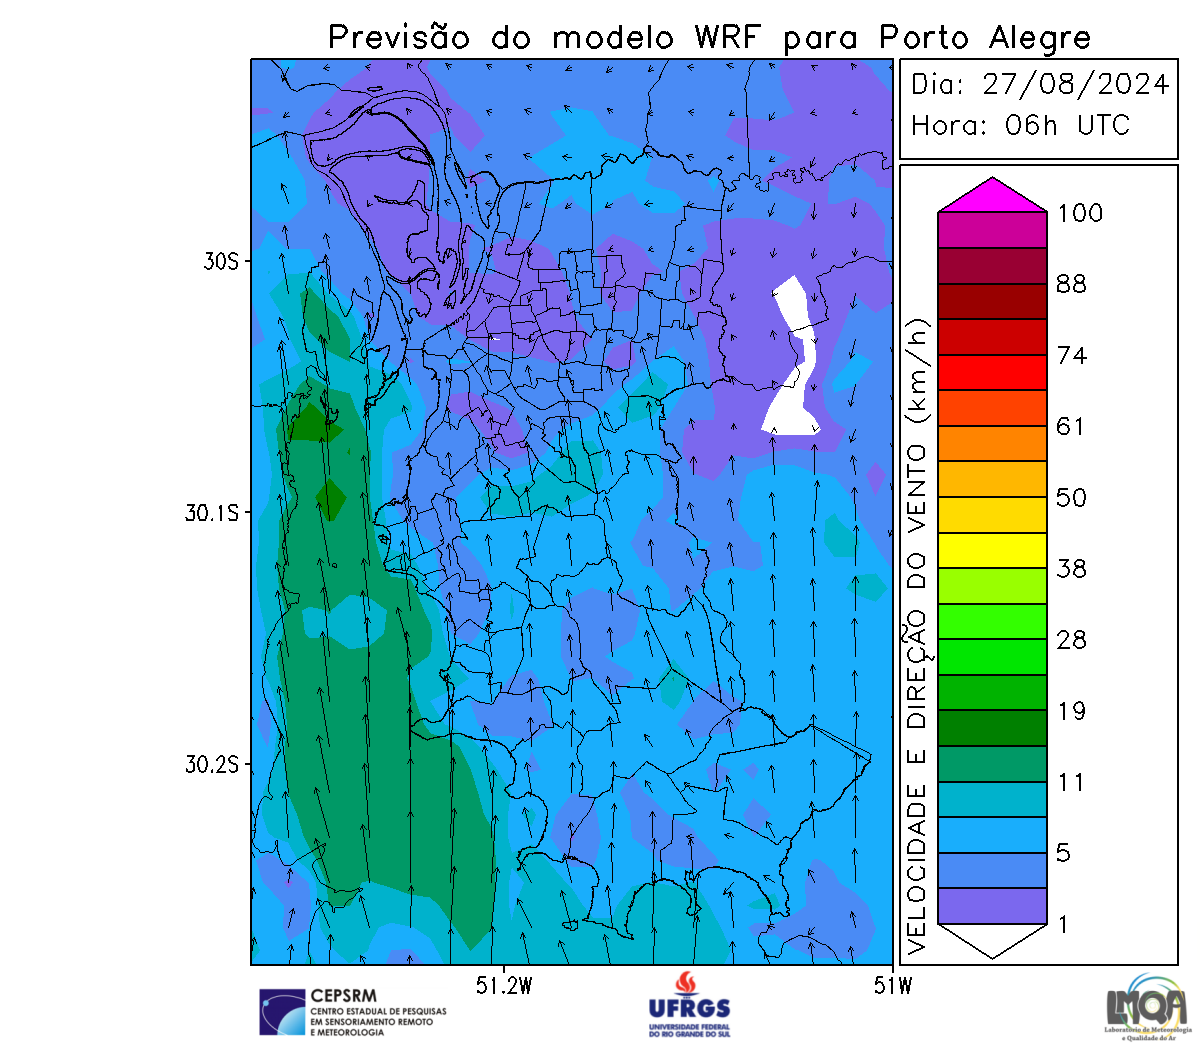 Previsão do modelo WRF para Porto Alegre
Dia: 27/08/2024
Hora: 06h UTC
30S
30.1S
30.2S
51.2W
51W
VELOCIDADE E DIREÇÃO DO VENTO (km/h)
100
88
74
61
50
38
28
19
11
5
1
CEPSRM
CENTRO ESTADUAL DE PESQUISAS
EM SENSORIAMENTO REMOTO
E METEOROLOGIA
UFRGS
UNIVERSIDADE FEDERAL
DO RIO GRANDE DO SUL
LMQA
Laboratório de Meteorologia
e Qualidade do Ar